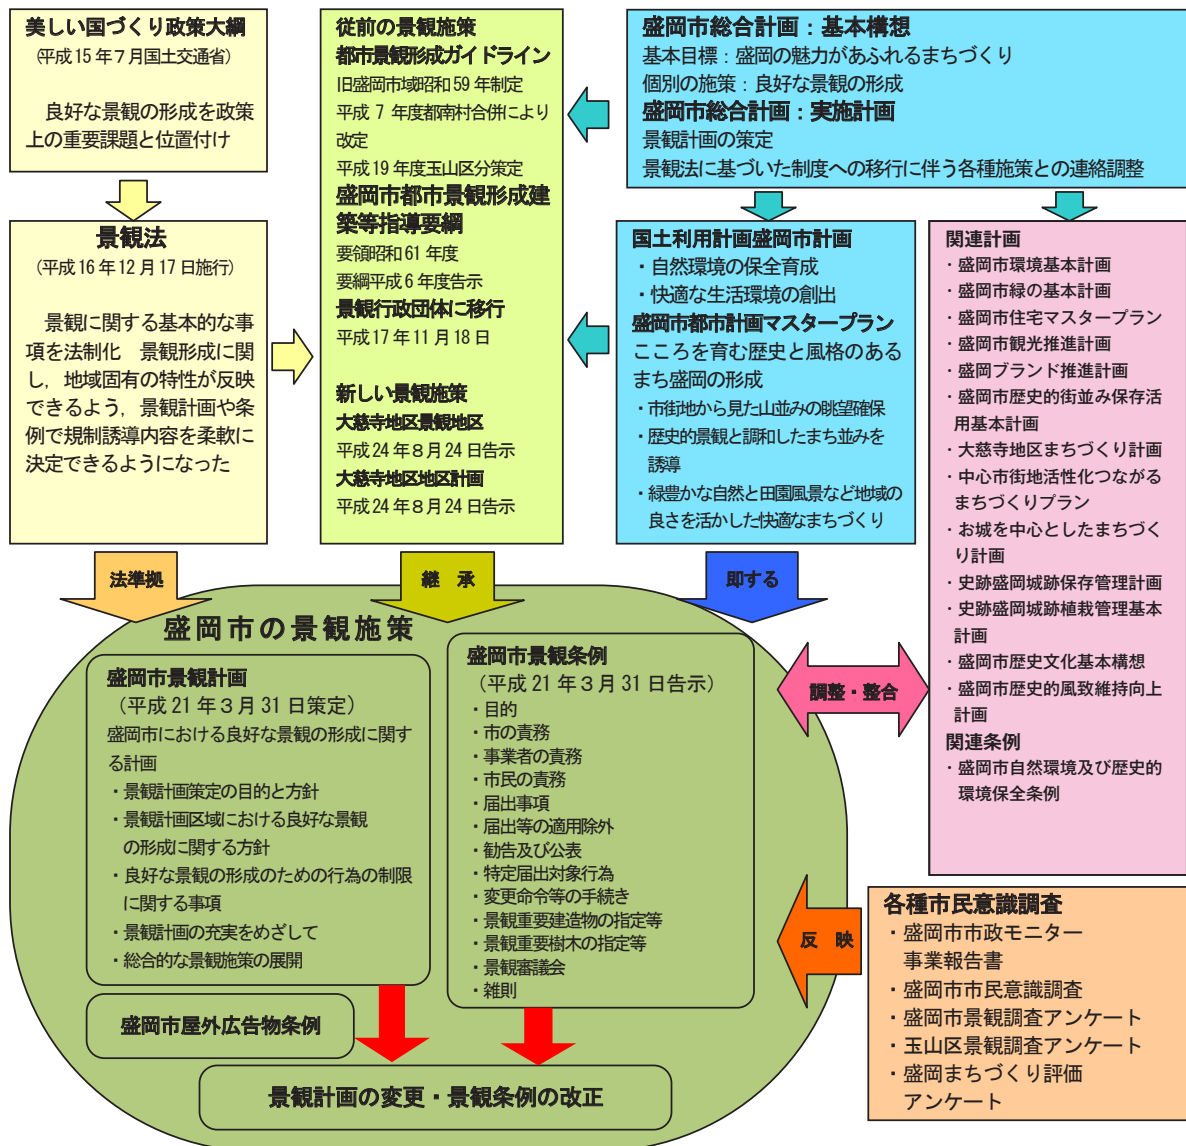 美しい国づくり政策大綱
（平成15年7月国土交通省）
良好な景観の形成を政策
上の重要課題と位置付け
景観法
（平成16年12月17日施行）
景観に関する基本的な事
項を法制化　景観形成に関
し，地域固有の特性が反映
できるよう，景観計画や条
例で規制誘導内容を柔軟に
決定できるようになった
従前の景観施策
都市景観形成ガイドライン
旧盛岡市域昭和59年制定
平成７年度都南村合併により
改定
平成19年度玉山区分策定
盛岡市都市景観形成建
築等指導要綱
要領昭和61年度
要綱平成6年度告示
景観行政団体に移行
平成17年11月18日
新しい景観施策
大慈寺地区景観地区
平成24年8月24日告示
大慈寺地区地区計画
平成24年8月24日告示
盛岡市総合計画：基本構想
基本目標：盛岡の魅力があふれるまちづくり
個別の施策：良好な景観の形成
盛岡市総合計画：実施計画
景観計画の策定
景観法に基づいた制度への移行に伴う各種施策との連絡調整
国土利用計画盛岡市計画
・自然環境の保全育成
・快適な生活環境の創出
盛岡市都市計画マスタープラン
こころを育む歴史と風格のある
まち盛岡の形成
・市街地から見た山並みの眺望確保
・歴史的景観と調和したまち並みを
誘導
・緑豊かな自然と田園風景など地域の
良さを活かした快適なまちづくり
関連計画
・盛岡市環境基本計画
・盛岡市緑の基本計画
・盛岡市住宅マスタープラン
・盛岡市観光推進計画
・盛岡ブランド推進計画
・盛岡市歴史的街並み保存活
用基本計画
・大慈寺地区まちづくり計画
・中心市街地活性化つながる
まちづくりプラン
・お城を中心としたまちづく
り計画
・史跡盛岡城跡保存管理計画
・史跡盛岡城跡植栽管理基本
計画
・盛岡市歴史文化基本構想
・盛岡市歴史的風致維持向上
計画
関連条例
・盛岡市自然環境及び歴史的
環境保全条例
法準拠
継　承
即する
盛岡市の景観施策
盛岡市景観計画
（平成21年3月31日策定）
盛岡市における良好な景観の形成に関す
る計画
・景観計画策定の目的と方針
・景観計画区域における良好な景観
の形成に関する方針
・良好な景観の形成のための行為の制限
に関する事項
・景観計画の充実をめざして
・総合的な景観施策の展開
盛岡市景観条例
（平成21年3月31日告示）
・目的
・市の責務
・事業者の責務
・市民の責務
・届出事項
・届出等の適用除外
・勧告及び公表
・特定届出対象行為
・変更命令等の手続き
・景観重要建造物の指定等
・景観重要樹木の指定等
・景観審議会
・雑則
調整・整合
反　映
各種市民意識調査
・盛岡市市政モニター
事業報告書
・盛岡市市民意識調査
・盛岡市景観調査アンケート
・玉山区景観調査アンケート
・盛岡まちづくり評価
アンケート
盛岡市屋外広告物条例
景観計画の変更・景観条例の改正